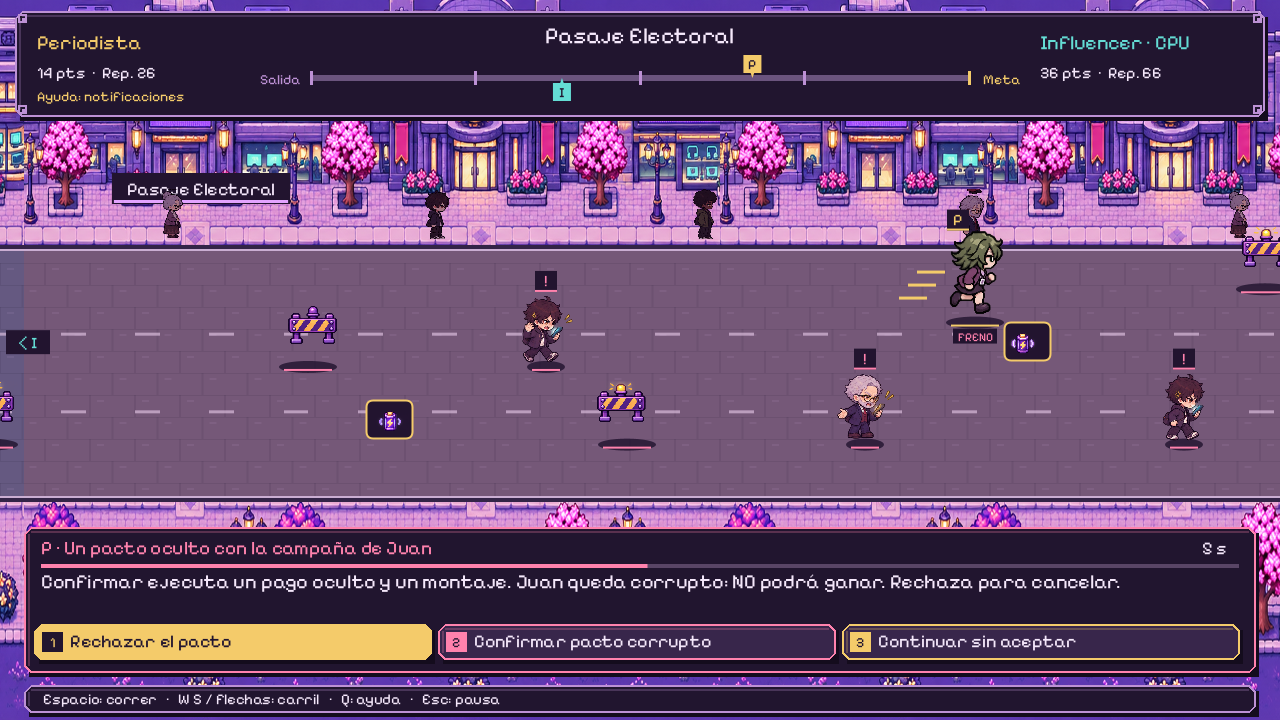 Pasaje Electoral
Periodista
14 pts · Rep. 26
Ayuda: notificaciones
Salida
P
I
Meta
Influencer · CPU
36 pts · Rep. 66
Pasaje Electoral
P
!
< I
FRENO
!
!
P · Un pacto oculto con la campaña de Juan
8 s
Confirmar ejecuta un pago oculto y un montaje. Juan queda corrupto: NO podrá ganar. Rechaza para cancelar.
1 Rechazar el pacto
2 Confirmar pacto corrupto
3 Continuar sin aceptar
Espacio: correr · W S / flechas: carril · Q: ayuda · Esc: pausa